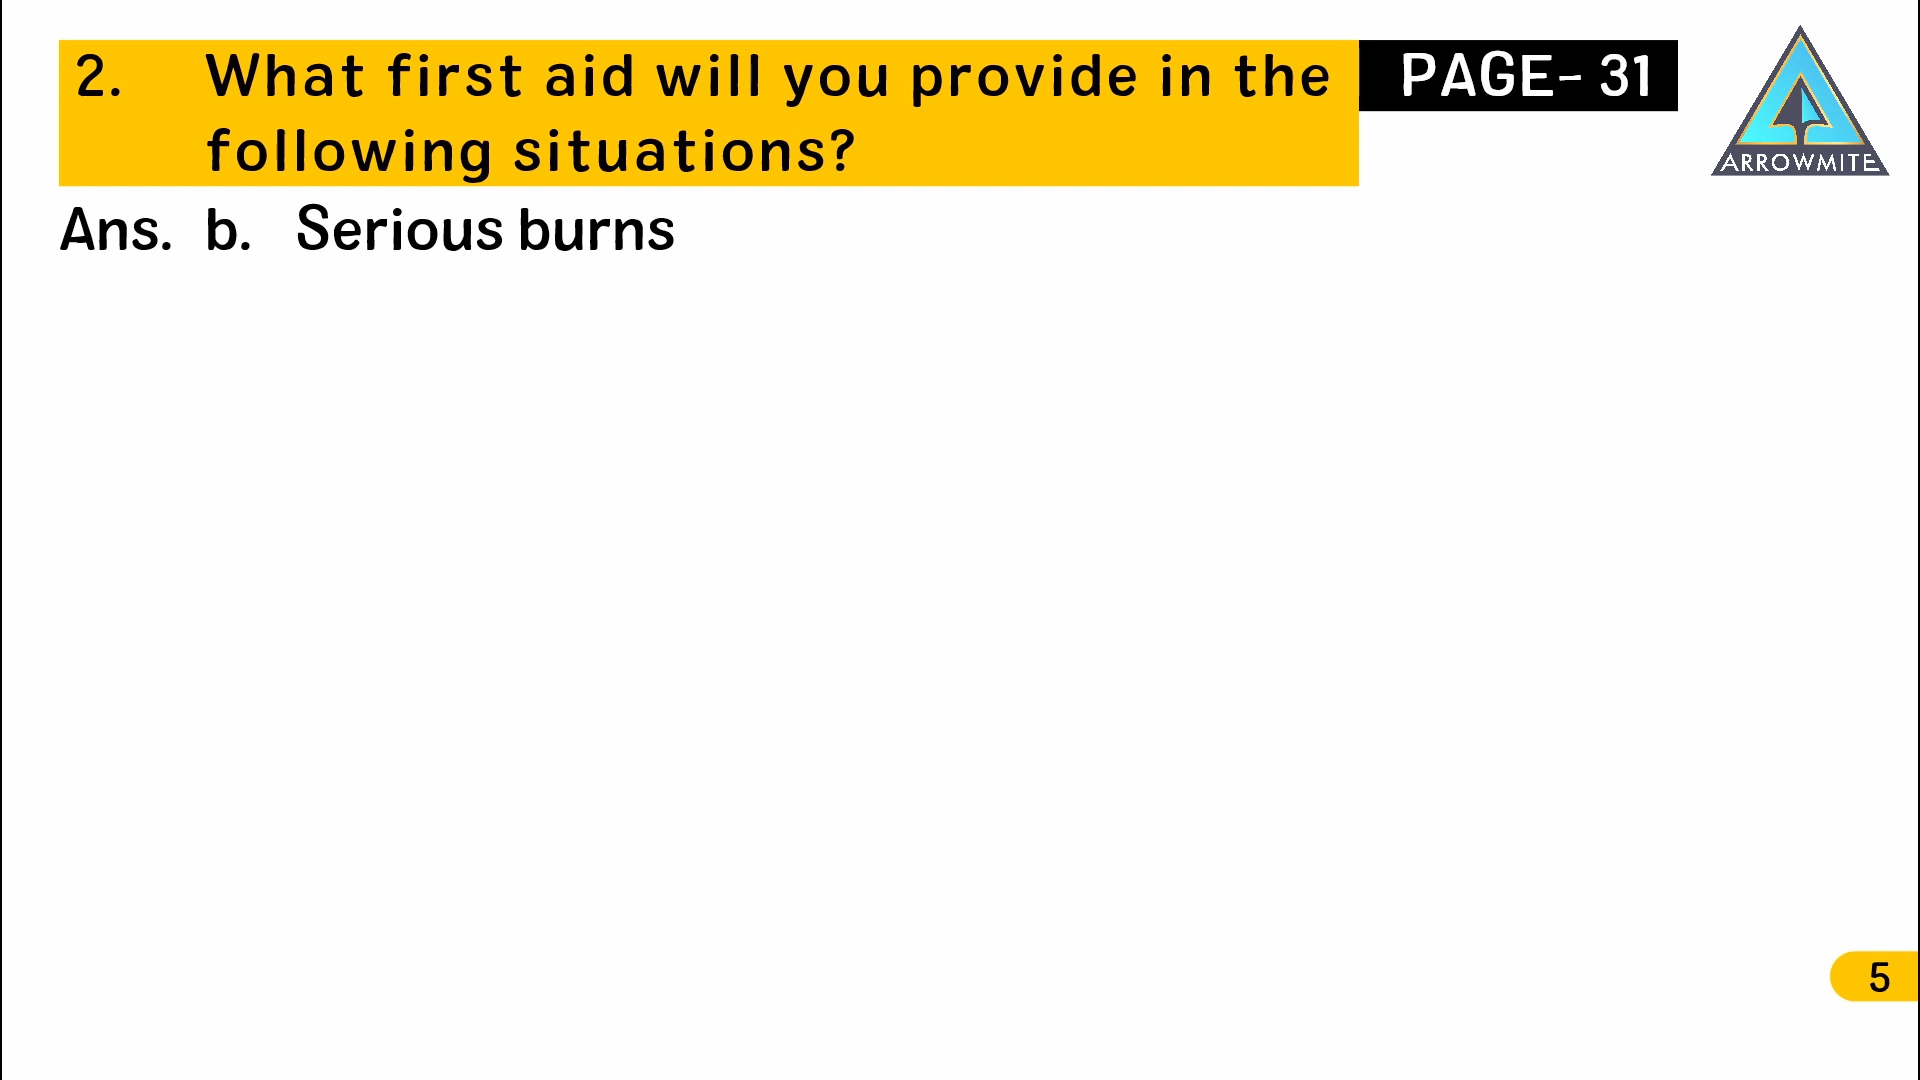 2. What first aid will you provide in the
following situations?
PAGE- 31
ARROWMITE
Ans. b. Serious burns
5